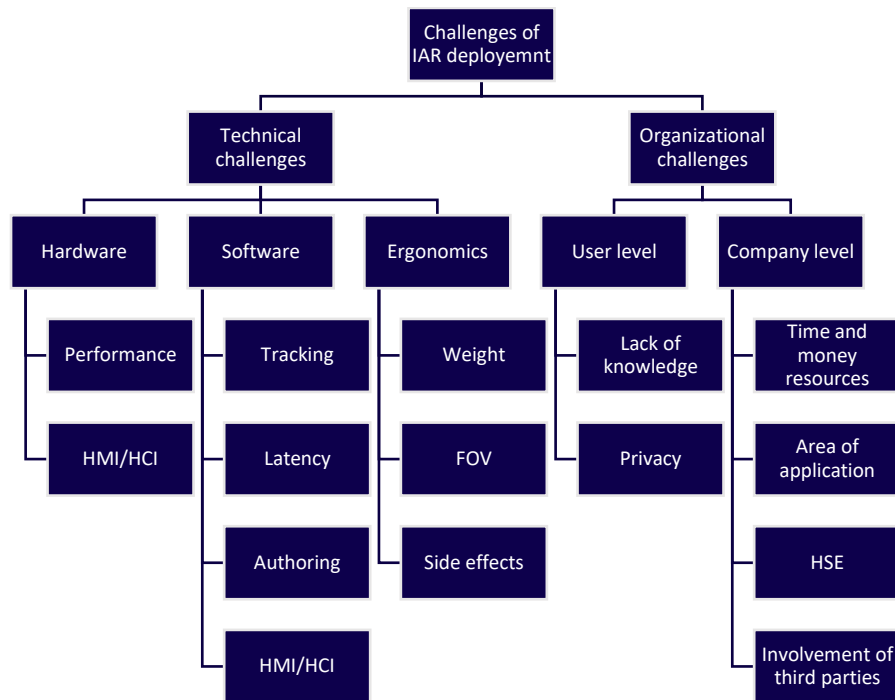 Challenges of
IAR deployemnt
Technical
challenges
Organizational
challenges
Hardware
Software
Ergonomics
User level
Company level
Performance
Tracking
Weight
Lack of
knowledge
Time and
money
resources
HMI/HCI
Latency
FOV
Privacy
Area of
application
Authoring
Side effects
HSE
HMI/HCI
Involvement of
third parties